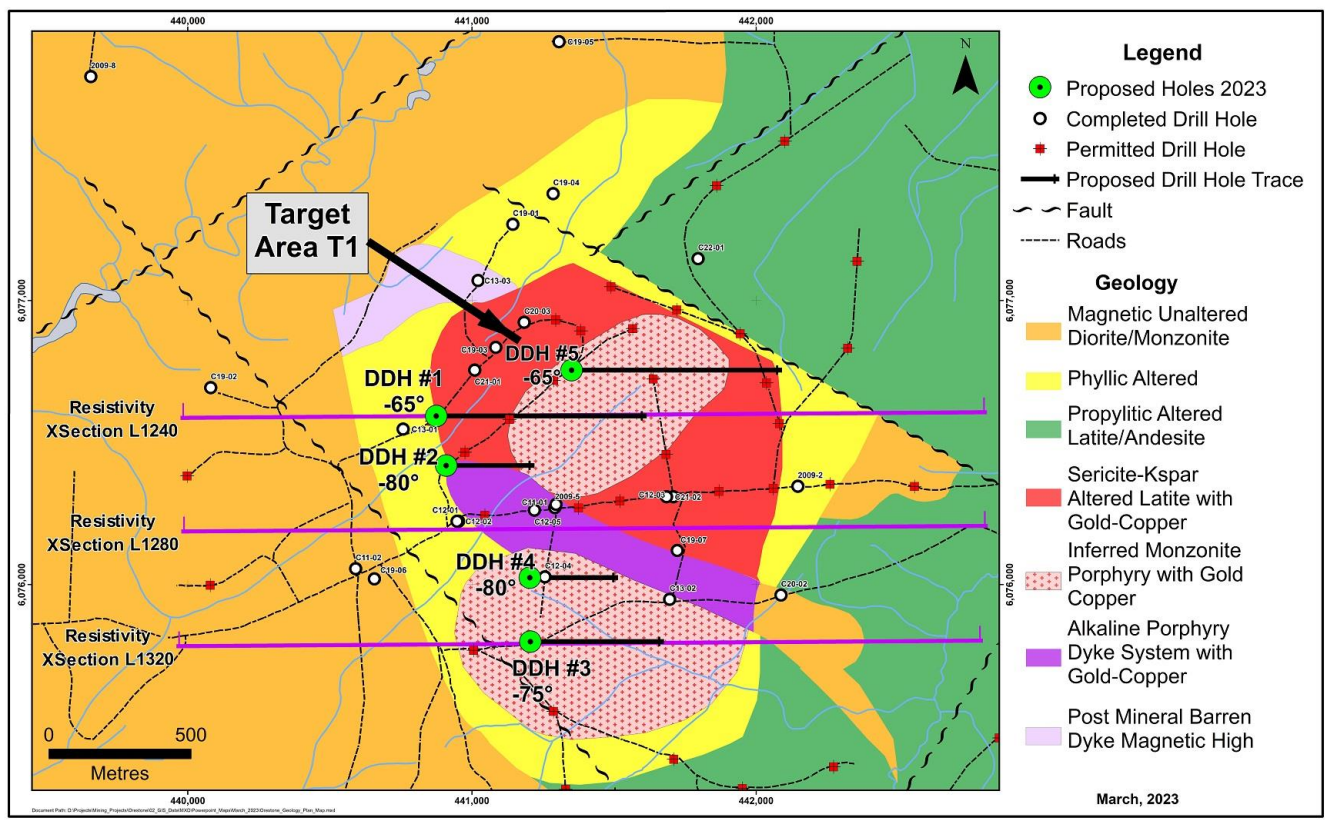 440,000
441,000
442,000
C19-05
2009-8
N
C19-04
C19-01
Target
Area T1
C22-01
C13-03
6,077,000
6,077,000
C20-03
C19-03
DDH #5
-65°
C21-01
C19-02
DDH #1
-65°
Resistivity
XSection L1240
C13-01
DDH #2
-80°
2009-2
C12-03
C21-02
2009-5
C11-01
C12-01
C12-02
C12-05
Resistivity
XSection L1280
C19-07
C11-02
C19-06
DDH #4
-80°
C12-04
C13-02
C20-02
6,076,000
6,076,000
Resistivity
XSection L1320
DDH #3
-75°
0 500
Metres
440,000
441,000
442,000
Legend
Proposed Holes 2023
Completed Drill Hole
Permitted Drill Hole
Proposed Drill Hole Trace
Fault
Roads
Geology
Magnetic Unaltered
Diorite/Monzonite
Phyllic Altered
Propylitic Altered
Latite/Andesite
Sericite-Kspar
Altered Latite with
Gold-Copper
Inferred Monzonite
Porphyry with Gold
Copper
Alkaline Porphyry
Dyke System with
Gold-Copper
Post Mineral Barren
Dyke Magnetic High
March, 2023